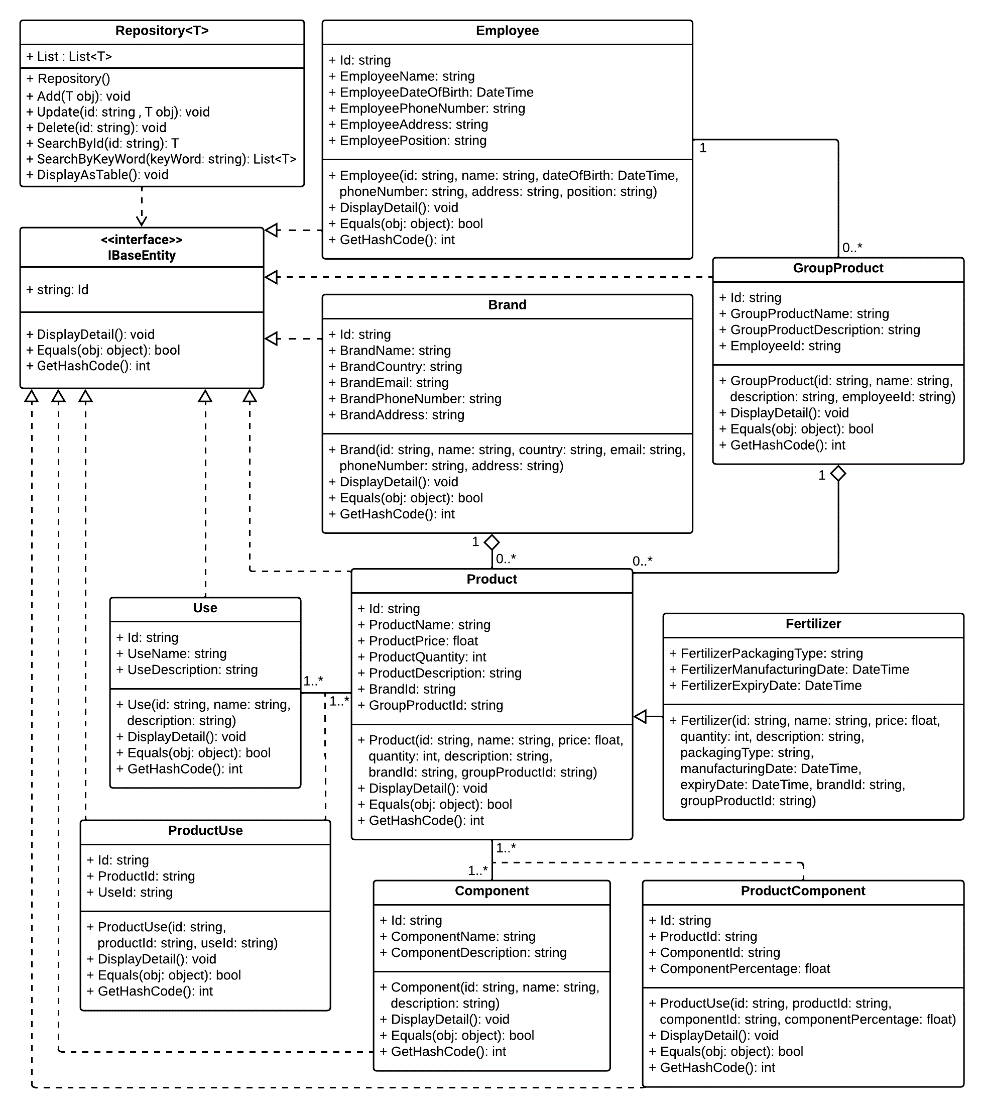 Repository<T>
+ List : List<T>
+ Repository()
+ Add(T obj): void
+ Update(id: string , T obj): void
+ Delete(id: string): void
+ SearchById(id: string): T
+ SearchByKeyWord(keyWord: string): List<T>
+ DisplayAsTable(): void
Employee
+ Id: string
+ EmployeeName: string
+ EmployeeDateOfBirth: DateTime
+ EmployeePhoneNumber: string
+ EmployeeAddress: string
+ EmployeePosition: string
+ Employee(id: string, name: string, dateOfBirth: DateTime,
phoneNumber: string, address: string, position: string)
+ DisplayDetail(): void
+ Equals(obj: object): bool
+ GetHashCode(): int
1
0..*
<<interface>>
IBaseEntity
+ string: Id
+ DisplayDetail(): void
+ Equals(obj: object): bool
+ GetHashCode(): int
GroupProduct
+ Id: string
+ GroupProductName: string
+ GroupProductDescription: string
+ EmployeeId: string
+ GroupProduct(id: string, name: string,
description: string, employeeId: string)
+ DisplayDetail(): void
+ Equals(obj: object): bool
+ GetHashCode(): int
1
0..*
Brand
+ Id: string
+ BrandName: string
+ BrandCountry: string
+ BrandEmail: string
+ BrandPhoneNumber: string
+ BrandAddress: string
+ Brand(id: string, name: string, country: string, email: string,
phoneNumber: string, address: string)
+ DisplayDetail(): void
+ Equals(obj: object): bool
+ GetHashCode(): int
1
0..*
Product
+ Id: string
+ ProductName: string
+ ProductPrice: float
+ ProductQuantity: int
+ ProductDescription: string
+ BrandId: string
+ GroupProductId: string
+ Product(id: string, name: string, price: float,
quantity: int, description: string,
brandId: string, groupProductId: string)
+ DisplayDetail(): void
+ Equals(obj: object): bool
+ GetHashCode(): int
Use
+ Id: string
+ UseName: string
+ UseDescription: string
+ Use(id: string, name: string,
description: string)
+ DisplayDetail(): void
+ Equals(obj: object): bool
+ GetHashCode(): int
1..*
1..*
Fertilizer
+ FertilizerPackagingType: string
+ FertilizerManufacturingDate: DateTime
+ FertilizerExpiryDate: DateTime
+ Fertilizer(id: string, name: string, price: float,
quantity: int, description: string,
packagingType: string,
manufacturingDate: DateTime,
expiryDate: DateTime, brandId: string,
groupProductId: string)
ProductUse
+ Id: string
+ ProductId: string
+ UseId: string
+ ProductUse(id: string,
productId: string, useId: string)
+ DisplayDetail(): void
+ Equals(obj: object): bool
+ GetHashCode(): int
1..*
1..*
Component
+ Id: string
+ ComponentName: string
+ ComponentDescription: string
+ Component(id: string, name: string,
description: string)
+ DisplayDetail(): void
+ Equals(obj: object): bool
+ GetHashCode(): int
ProductComponent
+ Id: string
+ ProductId: string
+ ComponentId: string
+ ComponentPercentage: float
+ ProductUse(id: string, productId: string,
componentId: string, componentPercentage: float)
+ DisplayDetail(): void
+ Equals(obj: object): bool
+ GetHashCode(): int